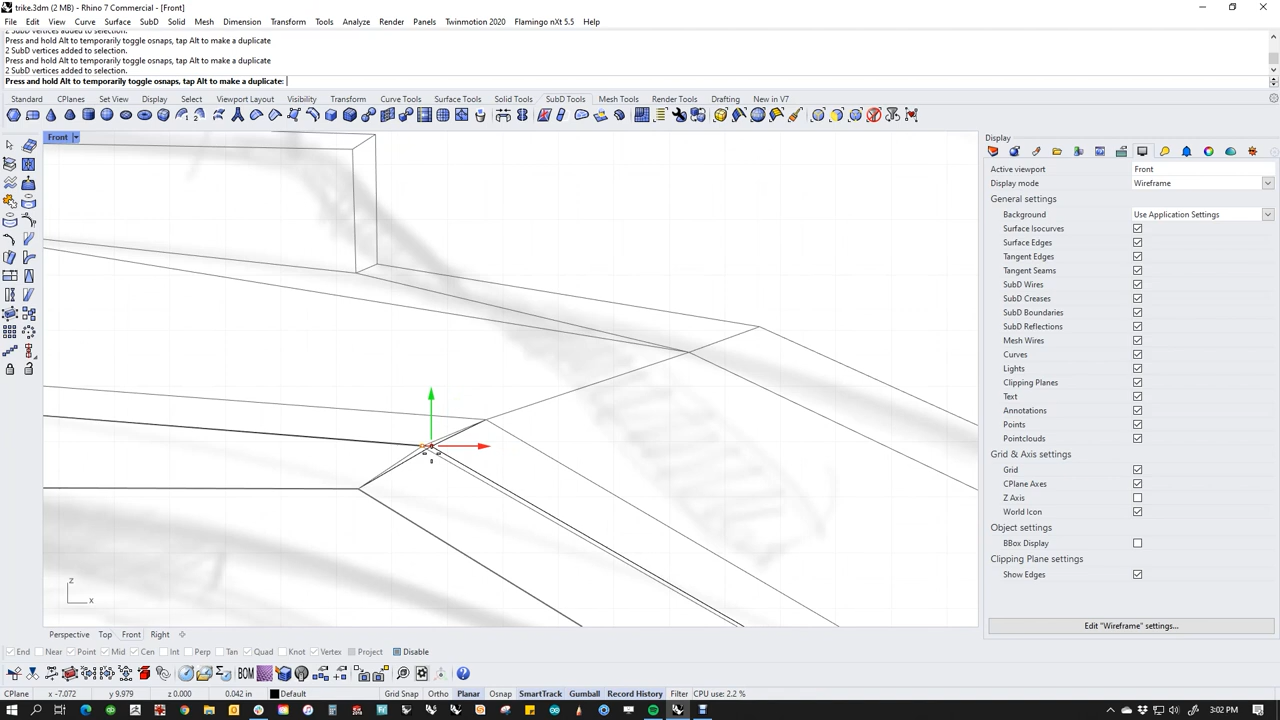 trike.3dm (2 MB) - Rhino 7 Commercial - [Front]
File Edit View Curve Surface SubD Solid Mesh Dimension Transform Tools Analyze Render Panels Twinmotion 2020 Flamingo nXt 5.5 Help
2 SubD vertices added to selection.
Press and hold Alt to temporarily toggle osnaps, tap Alt to make a duplicate
2 SubD vertices added to selection.
Press and hold Alt to temporarily toggle osnaps, tap Alt to make a duplicate
2 SubD vertices added to selection.
Press and hold Alt to temporarily toggle osnaps, tap Alt to make a duplicate:
Standard CPlanes Set View Display Select Viewport Layout Visibility Transform Curve Tools Surface Tools Solid Tools SubD Tools Mesh Tools Render Tools Drafting New in V7
Front
Display
Active viewport Front
Display mode Wireframe
General settings
Background Use Application Settings
Surface Isocurves
Surface Edges
Tangent Edges
Tangent Seams
SubD Wires
SubD Creases
SubD Boundaries
SubD Reflections
Mesh Wires
Curves
Lights
Clipping Planes
Text
Annotations
Points
Pointclouds
Grid & Axis settings
Grid
CPlane Axes
Z Axis
World Icon
Object settings
BBox Display
Clipping Plane settings
Show Edges
Edit "Wireframe" settings...
z
x
Perspective Top Front Right
End Near Point Mid Cen Int Perp Tan Quad Knot Vertex Project Disable
BOM
CPlane x -7.072 y 9.979 z 0.000 0.042 in Default Grid Snap Ortho Planar Osnap SmartTrack Gumball Record History Filter CPU use: 2.2 %
3:02 PM